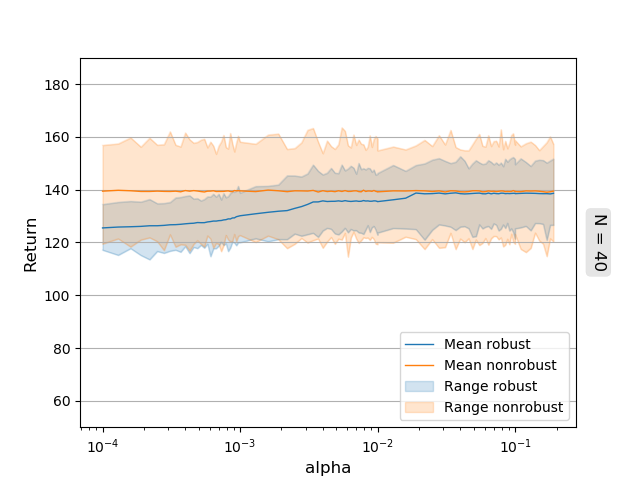 180
160
140
120
100
80
60
Return
10⁻⁴
10⁻³
10⁻²
10⁻¹
alpha
N = 40
Mean robust
Mean nonrobust
Range robust
Range nonrobust